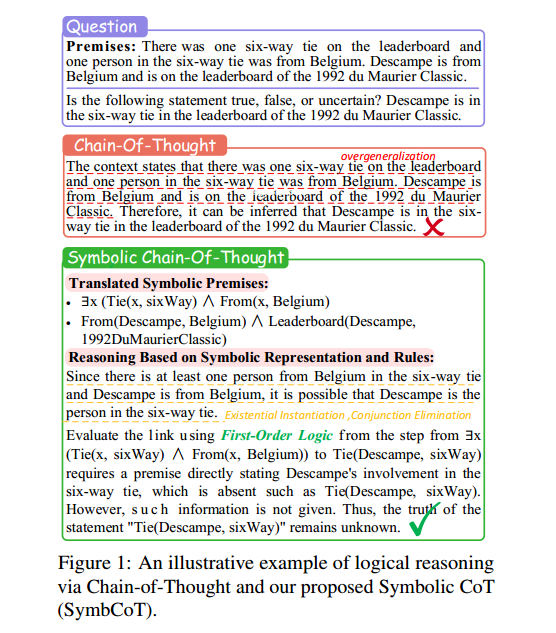 Question
Premises: There was one six-way tie on the leaderboard and
one person in the six-way tie was from Belgium. Descampe is from
Belgium and is on the leaderboard of the 1992 du Maurier Classic.
Is the following statement true, false, or uncertain? Descampe is in
the six-way tie in the leaderboard of the 1992 du Maurier Classic.
Chain-Of-Thought
overgeneralization
The context states that there was one six-way tie on the leaderboard
and one person in the six-way tie was from Belgium. Descampe is
from Belgium and is on the leaderboard of the 1992 du Maurier
Classic. Therefore, it can be inferred that Descampe is in the six-
way tie in the leaderboard of the 1992 du Maurier Classic.
Symbolic Chain-Of-Thought
Translated Symbolic Premises:
• ∃x (Tie(x, sixWay) ∧ From(x, Belgium)
• From(Descampe, Belgium) ∧ Leaderboard(Descampe,
1992DuMaurierClassic)
Reasoning Based on Symbolic Representation and Rules:
Since there is at least one person from Belgium in the six-way tie
and Descampe is from Belgium, it is possible that Descampe is the
person in the six-way tie. Existential Instantiation ,Conjunction Elimination
Evaluate the link using First-Order Logic from the step from ∃x
(Tie(x, sixWay) ∧ From(x, Belgium)) to Tie(Descampe, sixWay)
requires a premise directly stating Descampe's involvement in the
six-way tie, which is absent such as Tie(Descampe, sixWay).
However, such information is not given. Thus, the truth of the
statement "Tie(Descampe, sixWay)" remains unknown.
Figure 1: An illustrative example of logical reasoning
via Chain-of-Thought and our proposed Symbolic CoT
(SymbCoT).